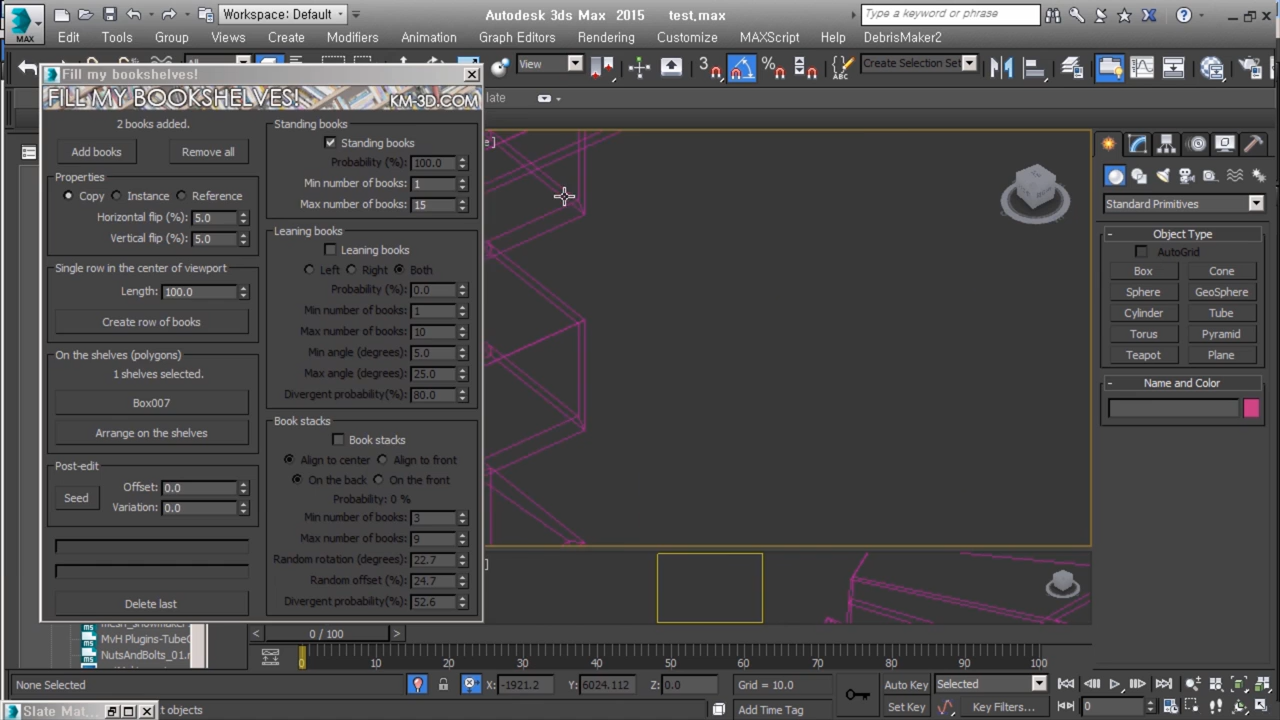 Workspace: Default
Autodesk 3ds Max 2015 test.max
Type a keyword or phrase
MAX
Edit Tools Group Views Create Modifiers Animation Graph Editors Rendering Customize MAXScript Help
DebrisMaker2
View
Create Selection Set
Fill my bookshelves!
FILL MY BOOKSHELVES!
KM-3D.COM
2 books added.
Add books
Remove all
Properties
Copy Instance Reference
Horizontal flip (%): 5.0
Vertical flip (%): 5.0
Single row in the center of viewport
Length: 100.0
Create row of books
On the shelves (polygons)
1 shelves selected.
Box007
Arrange on the shelves
Post-edit
Seed
Offset: 0.0
Variation: 0.0
Delete last
Standing books
Standing books
Probability (%): 100.0
Min number of books: 1
Max number of books: 15
Leaning books
Leaning books
Left Right Both
Probability (%): 0.0
Min number of books: 1
Max number of books: 10
Min angle (degrees): 5.0
Max angle (degrees): 25.0
Divergent probability(%): 80.0
Book stacks
Book stacks
Align to center Align to front
On the back On the front
Probability: 0 %
Min number of books: 3
Max number of books: 9
Random rotation (degrees): 22.7
Random offset (%): 24.7
Divergent probability(%): 52.6
late
e]
]
Standard Primitives
Object Type
AutoGrid
Box Cone
Sphere GeoSphere
Cylinder Tube
Torus Pyramid
Teapot Plane
Name and Color
MvH Plugins-TubeC
NutsAndBolts_01.r
0 / 100
0 10 20 30 40 50 60 70 80 90 100
None Selected
X: -1921.2 Y: 6024.112 Z: 0.0
Grid = 10.0
Auto Key
Selected
Slate Mat...
t objects
Add Time Tag
Set Key
Key Filters...
0